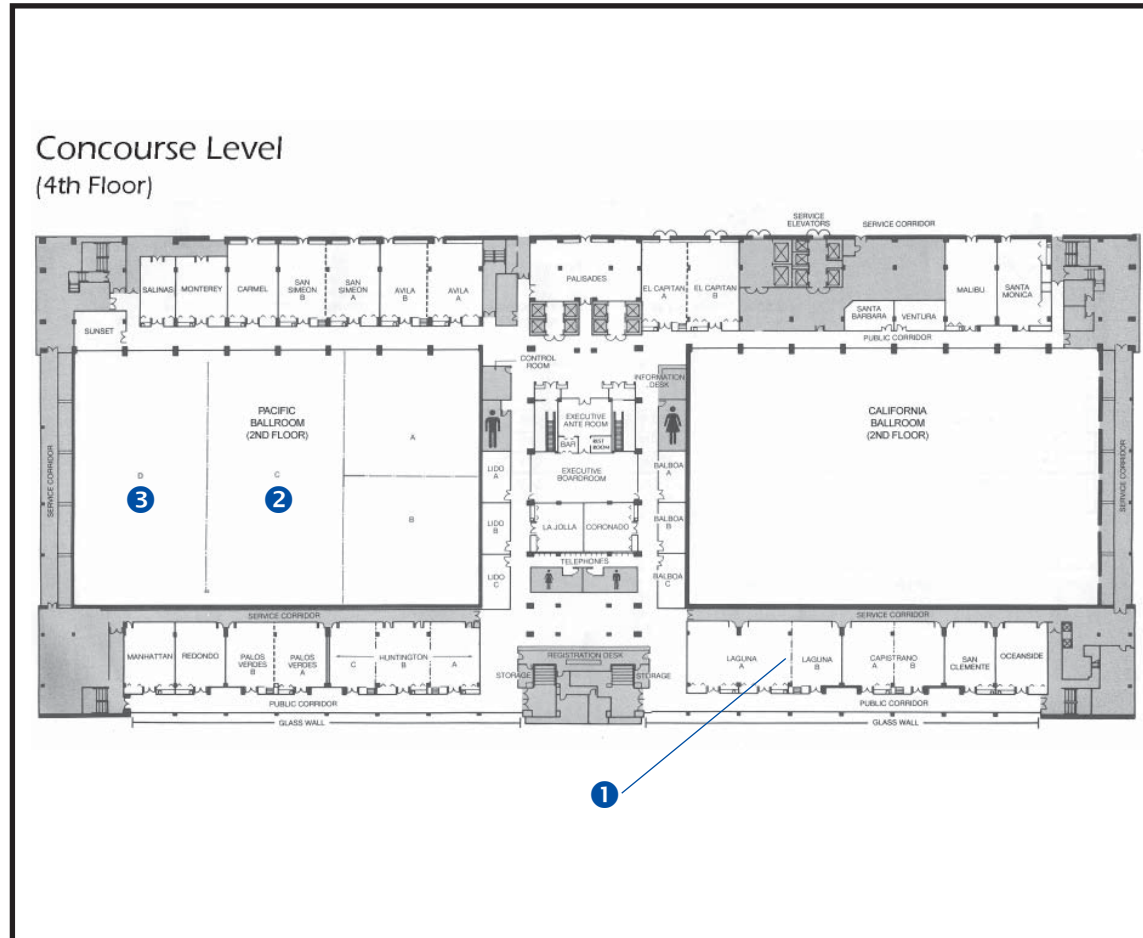 Concourse Level
(4th Floor)
SERVICE
ELEVATORS
SERVICE CORRIDOR
SALINAS
MONTEREY
CARMEL
SAN
SIMEON
B
SAN
SIMEON
A
AVILA
B
AVILA
A
PALISADES
EL CAPITAN
A
EL CAPITAN
B
SANTA
BARBARA
VENTURA
MALIBU
SANTA
MONICA
SUNSET
PUBLIC CORRIDOR
CONTROL
ROOM
INFORMATION
DESK
PACIFIC
BALLROOM
(2ND FLOOR)
A
B
C
2
D
3
SERVICE CORRIDOR
EXECUTIVE
ANTE ROOM
BAR
REST
ROOM
EXECUTIVE
BOARDROOM
LIDO
A
LIDO
B
LIDO
C
LA JOLLA
CORONADO
TELEPHONES
BALBOA
A
BALBOA
B
BALBOA
C
CALIFORNIA
BALLROOM
(2ND FLOOR)
SERVICE CORRIDOR
SERVICE CORRIDOR
SERVICE CORRIDOR
MANHATTAN
REDONDO
PALOS
VERDES
B
PALOS
VERDES
A
HUNTINGTON
C
B
A
REGISTRATION DESK
STORAGE
STORAGE
LAGUNA
A
LAGUNA
B
CAPISTRANO
A B
SAN
CLEMENTE
OCEANSIDE
PUBLIC CORRIDOR
PUBLIC CORRIDOR
GLASS WALL
GLASS WALL
1